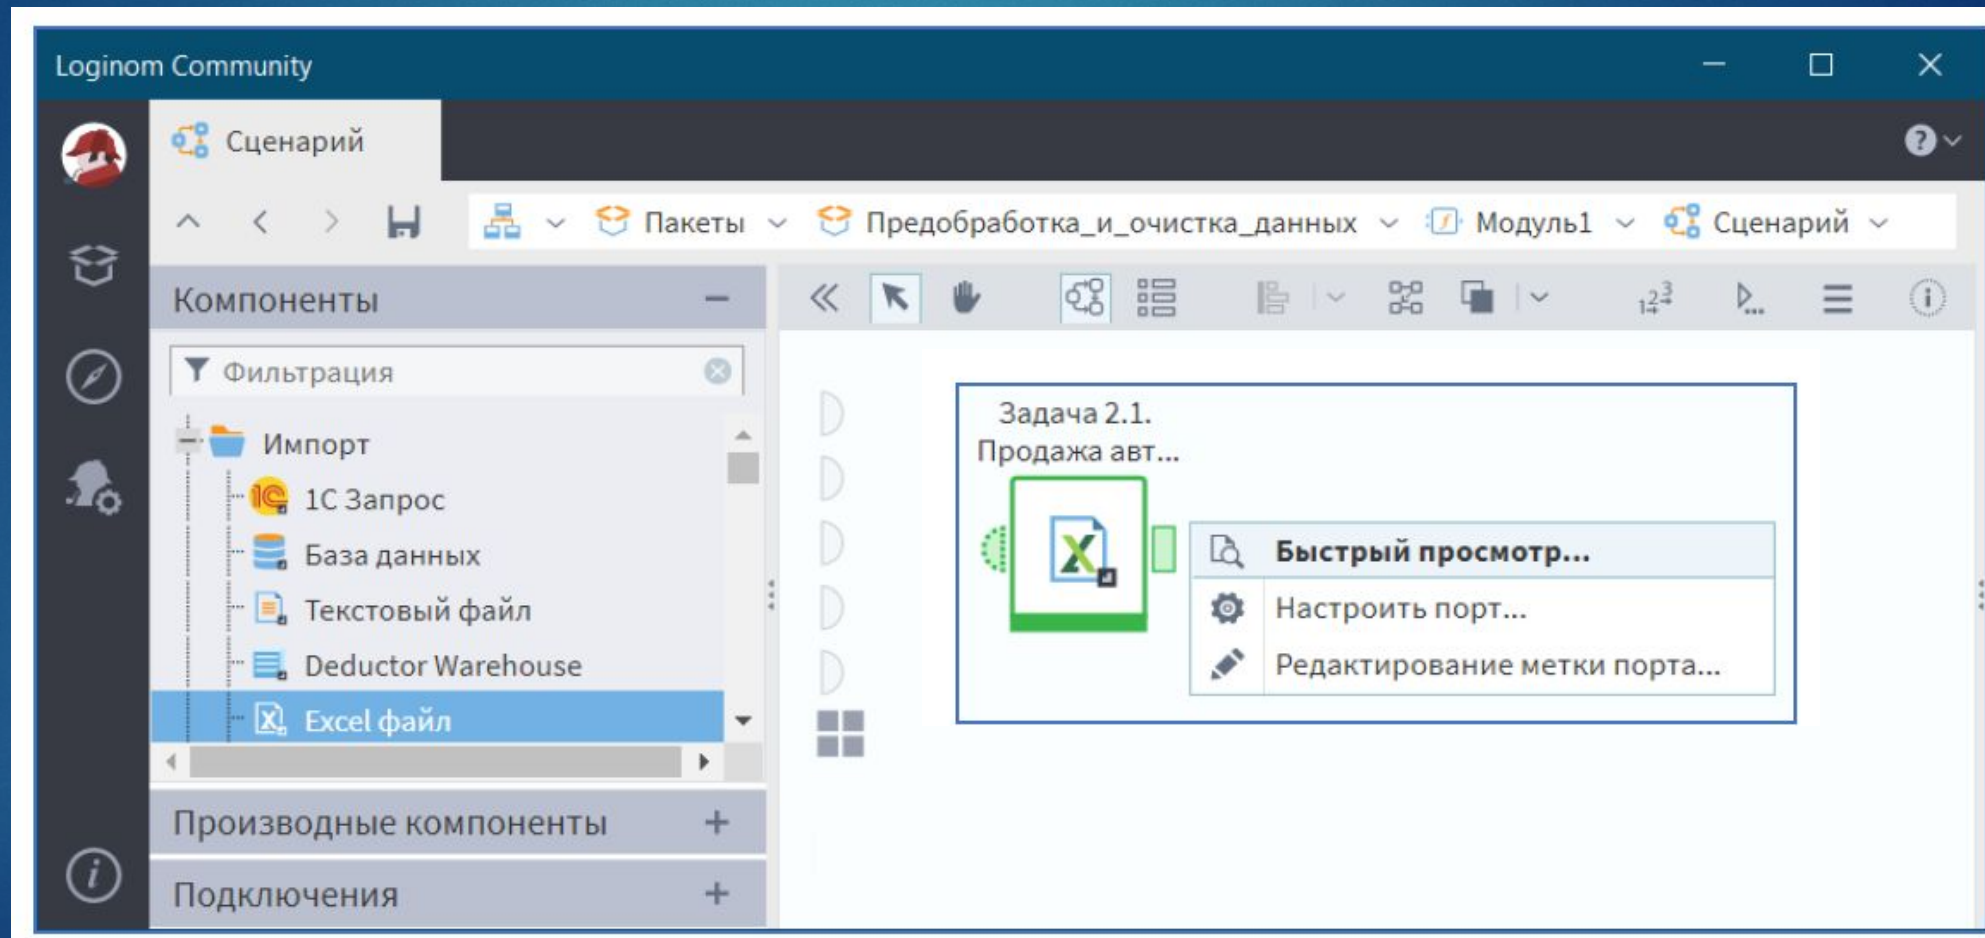 Loginom Community
Сценарий
Пакеты Предобработка_и_очистка_данных Модуль1 Сценарий
Компоненты
Фильтрация
Импорт
1С Запрос
База данных
Текстовый файл
Deductor Warehouse
Excel файл
Производные компоненты
Подключения
Задача 2.1.
Продажа авт...
Быстрый просмотр...
Настроить порт...
Редактирование метки порта...